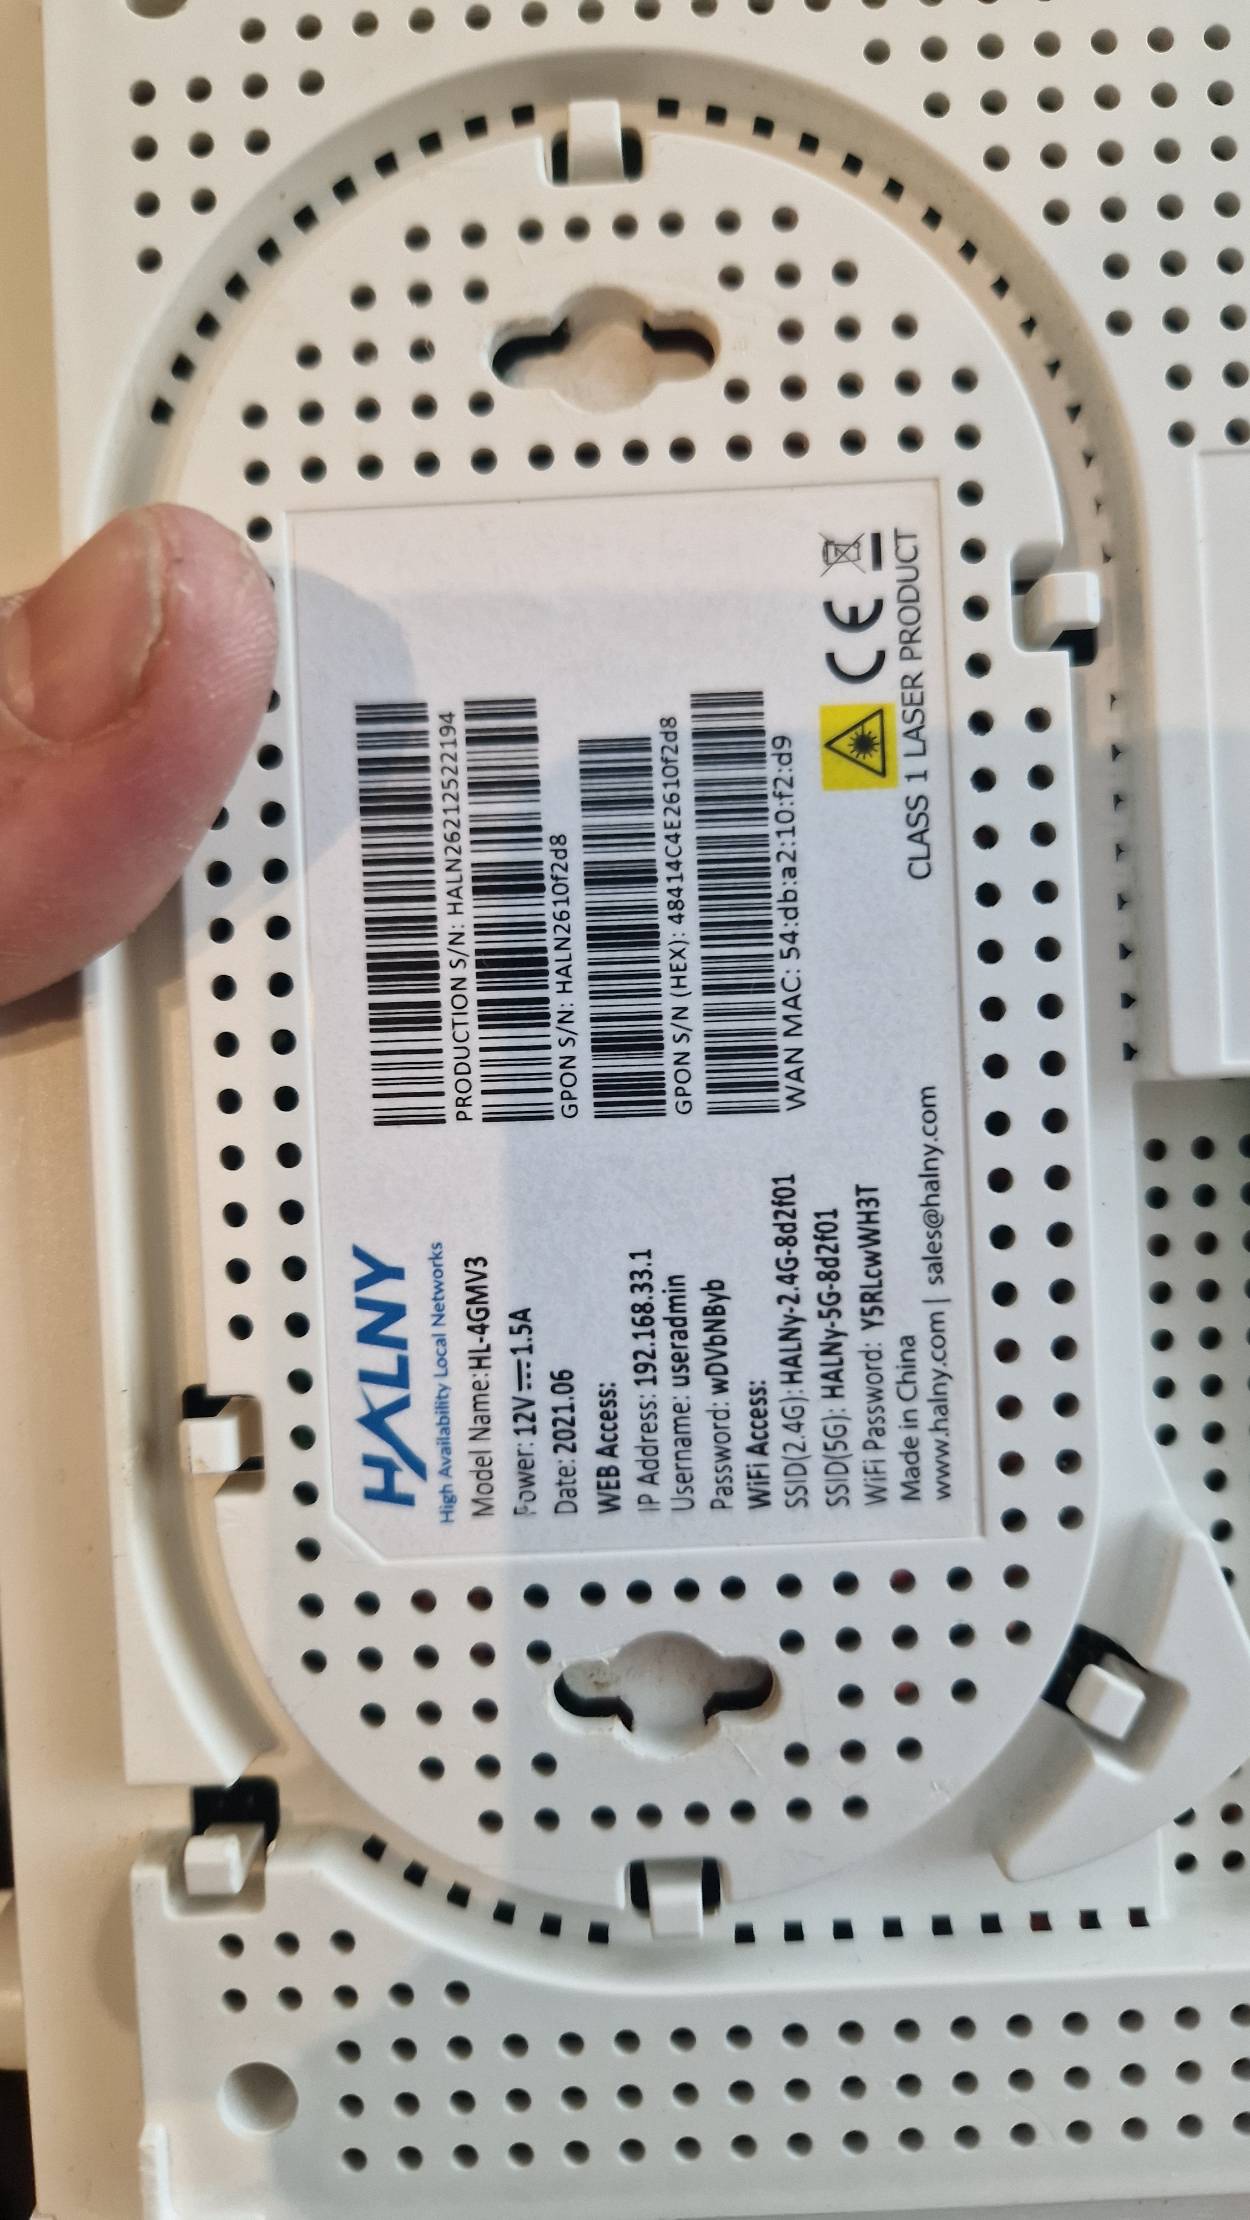 HALNY
High Availability Local Networks
Model Name:HL-4GMV3
Power: 12V⎓1.5A
Date: 2021.06
WEB Access:
IP Address: 192.168.33.1
Username: useradmin
Password: wDVbNByb
WiFi Access:
SSID(2.4G): HALNy-2.4G-8d2f01
SSID(5G): HALNy-5G-8d2f01
WiFi Password: Y5RLcwWH3T
Made in China
www.halny.com | sales@halny.com
PRODUCTION S/N: HALN262125222194
GPON S/N: HALN2610f2d8
GPON S/N (HEX): 48414C4E2610f2d8
WAN MAC: 54:db:a2:10:f2:d9
CE
CLASS 1 LASER PRODUCT